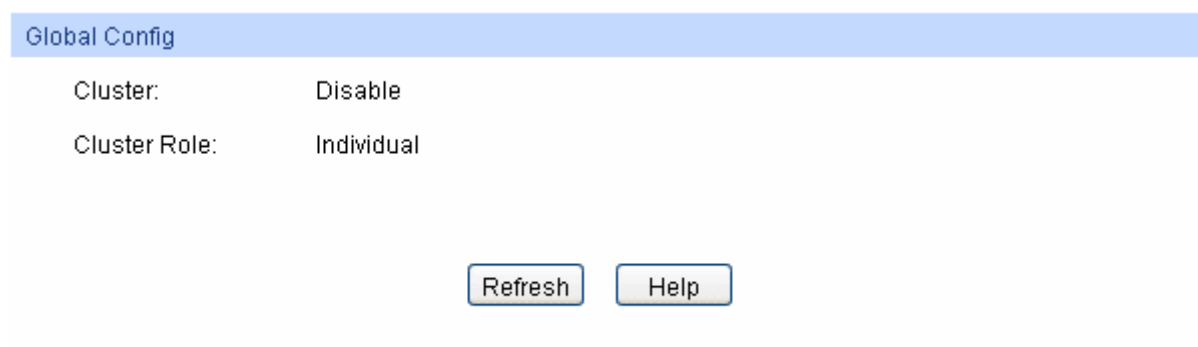 Global Config
Cluster: Disable
Cluster Role: Individual
Refresh Help